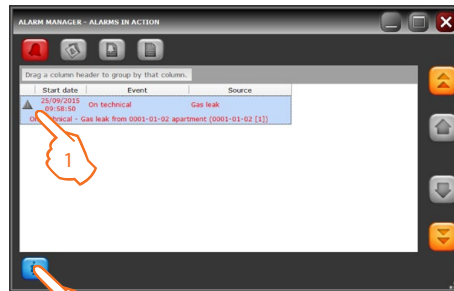 ALARM MANAGER - ALARMS IN ACTION
Drag a column header to group by that column.
Start date Event Source
25/09/2015
09:58:50 On technical Gas leak
On technical - Gas leak from 0001-01-02 apartment (0001-01-02 [1])
1